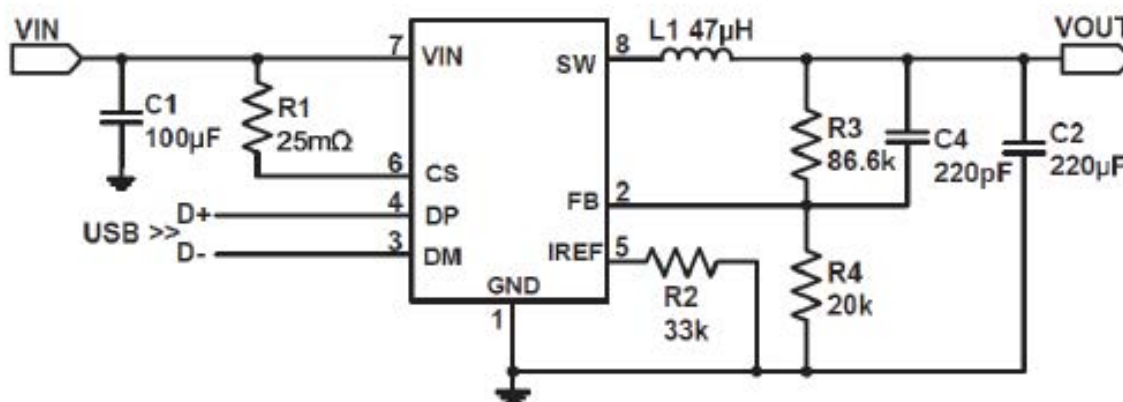 VIN
VOUT
L1 47μH
7
VIN
SW
8
C1
100μF
R1
25mΩ
R3
86.6k
C4
220pF
C2
220μF
6
CS
FB
2
USB >>
D+
4
DP
D-
3
DM
IREF
5
GND
1
R2
33k
R4
20k